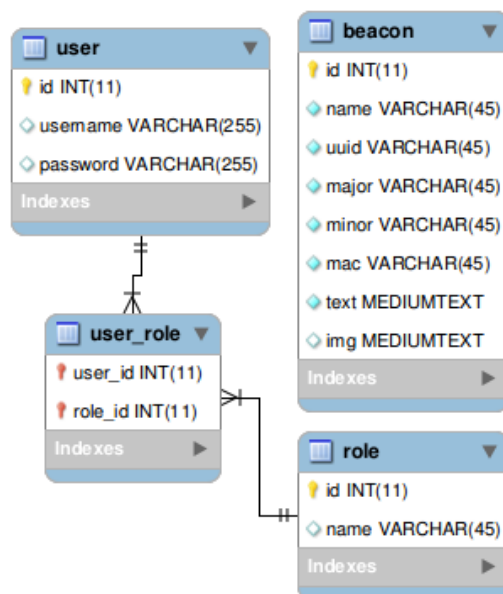 user
id INT(11)
username VARCHAR(255)
password VARCHAR(255)
Indexes
beacon
id INT(11)
name VARCHAR(45)
uuid VARCHAR(45)
major VARCHAR(45)
minor VARCHAR(45)
mac VARCHAR(45)
text MEDIUMTEXT
img MEDIUMTEXT
Indexes
user_role
user_id INT(11)
role_id INT(11)
Indexes
role
id INT(11)
name VARCHAR(45)
Indexes